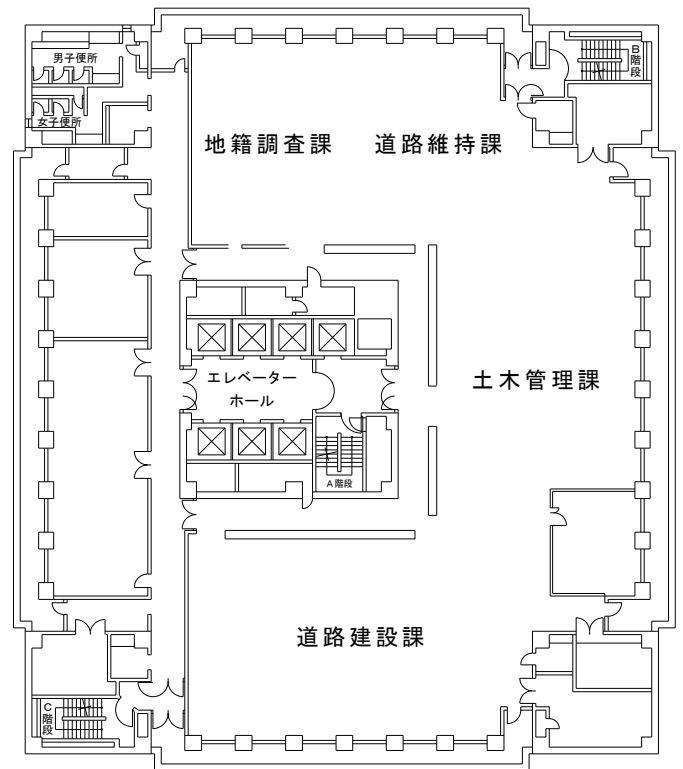 男子便所
女子便所
B階段
地籍調査課 道路維持課
エレベーター
ホール
土木管理課
A階段
道路建設課
C階段